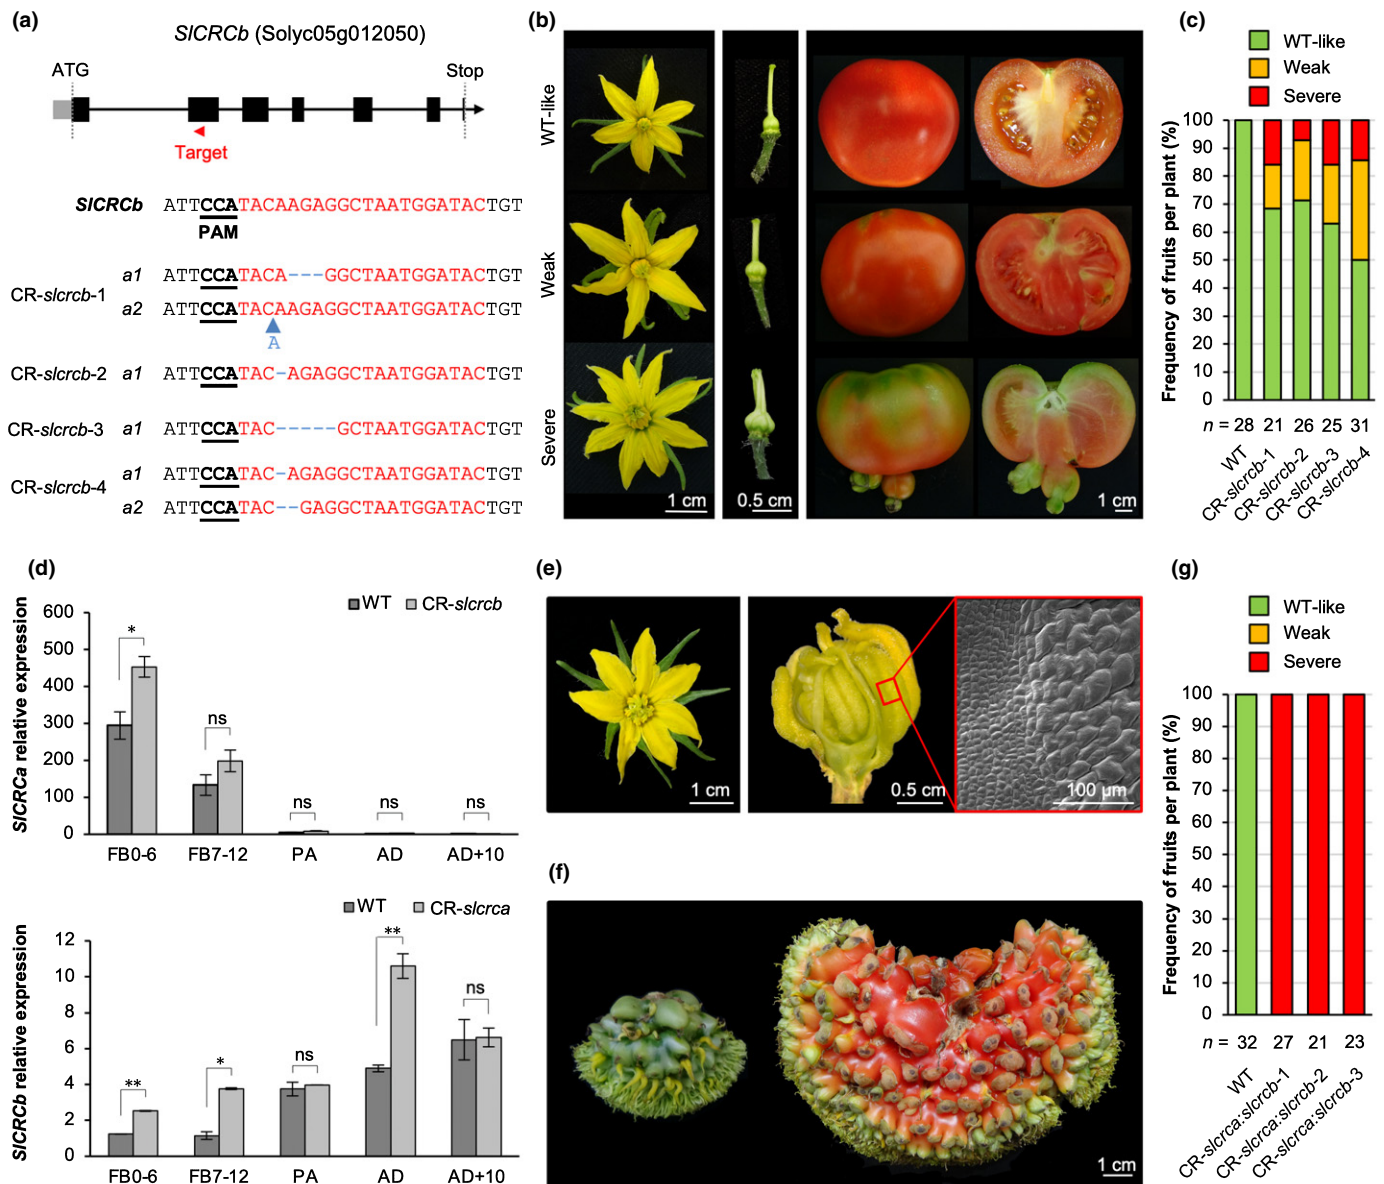 (a)
SlCRCb (Solyc05g012050)
ATG
Stop
Target
SlCRCb ATTCCATACAAGAGGCTAATGGATACTGT
PAM
CR-slcrcb-1
a1 ATTCCATACA---GGCTAATGGATACTGT
a2 ATTCCATACAAGAGGCTAATGGATACTGT
A
CR-slcrcb-2 a1 ATTCCATAC-AGAGGCTAATGGATACTGT
CR-slcrcb-3 a1 ATTCCATAC-----GCTAATGGATACTGT
CR-slcrcb-4
a1 ATTCCATAC-AGAGGCTAATGGATACTGT
a2 ATTCCATAC--GAGGCTAATGGATACTGT
(b)
WT-like
Weak
Severe
1 cm
0.5 cm
1 cm
(c)
WT-like
Weak
Severe
Frequency of fruits per plant (%)
100
90
80
70
60
50
40
30
20
10
0
n = 28 21 26 25 31
WT
CR-slcrcb-1
CR-slcrcb-2
CR-slcrcb-3
CR-slcrcb-4
(d)
WT CR-slcrcb
SlCRCa relative expression
600
500
400
300
200
100
0
*
ns
ns
ns
ns
FB0-6 FB7-12 PA AD AD+10
WT CR-slcrca
SlCRCb relative expression
12
10
8
6
4
2
0
**
*
ns
**
ns
FB0-6 FB7-12 PA AD AD+10
(e)
1 cm
0.5 cm
100 µm
(f)
1 cm
(g)
WT-like
Weak
Severe
Frequency of fruits per plant (%)
100
90
80
70
60
50
40
30
20
10
0
n = 32 27 21 23
WT
CR-slcrca:slcrcb-1
CR-slcrca:slcrcb-2
CR-slcrca:slcrcb-3